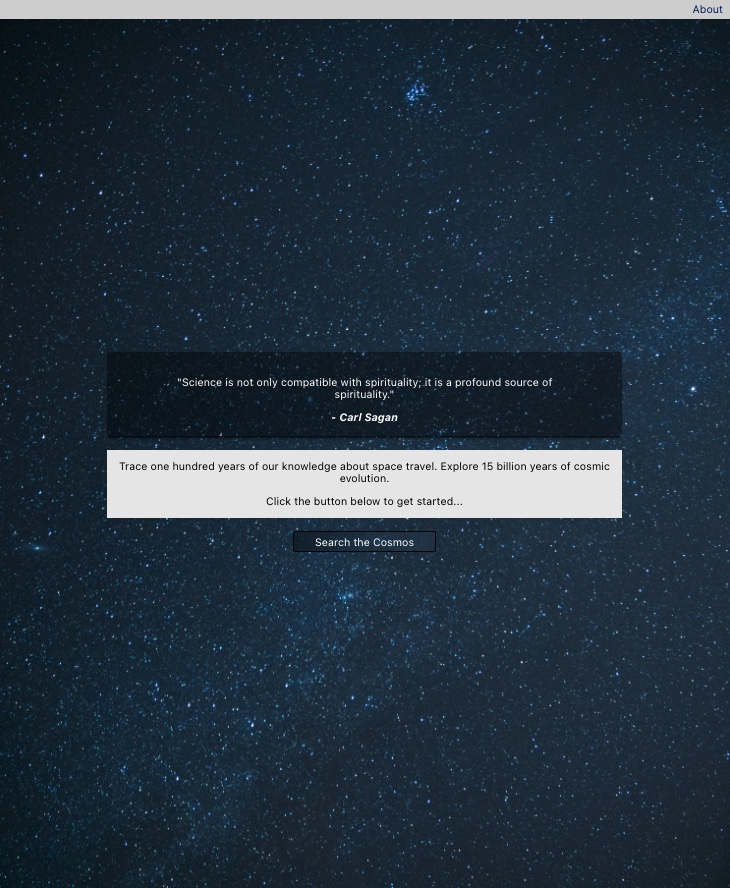 About
"Science is not only compatible with spirituality; it is a profound source of
spirituality."
- Carl Sagan
Trace one hundred years of our knowledge about space travel. Explore 15 billion years of cosmic
evolution.
Click the button below to get started...
Search the Cosmos